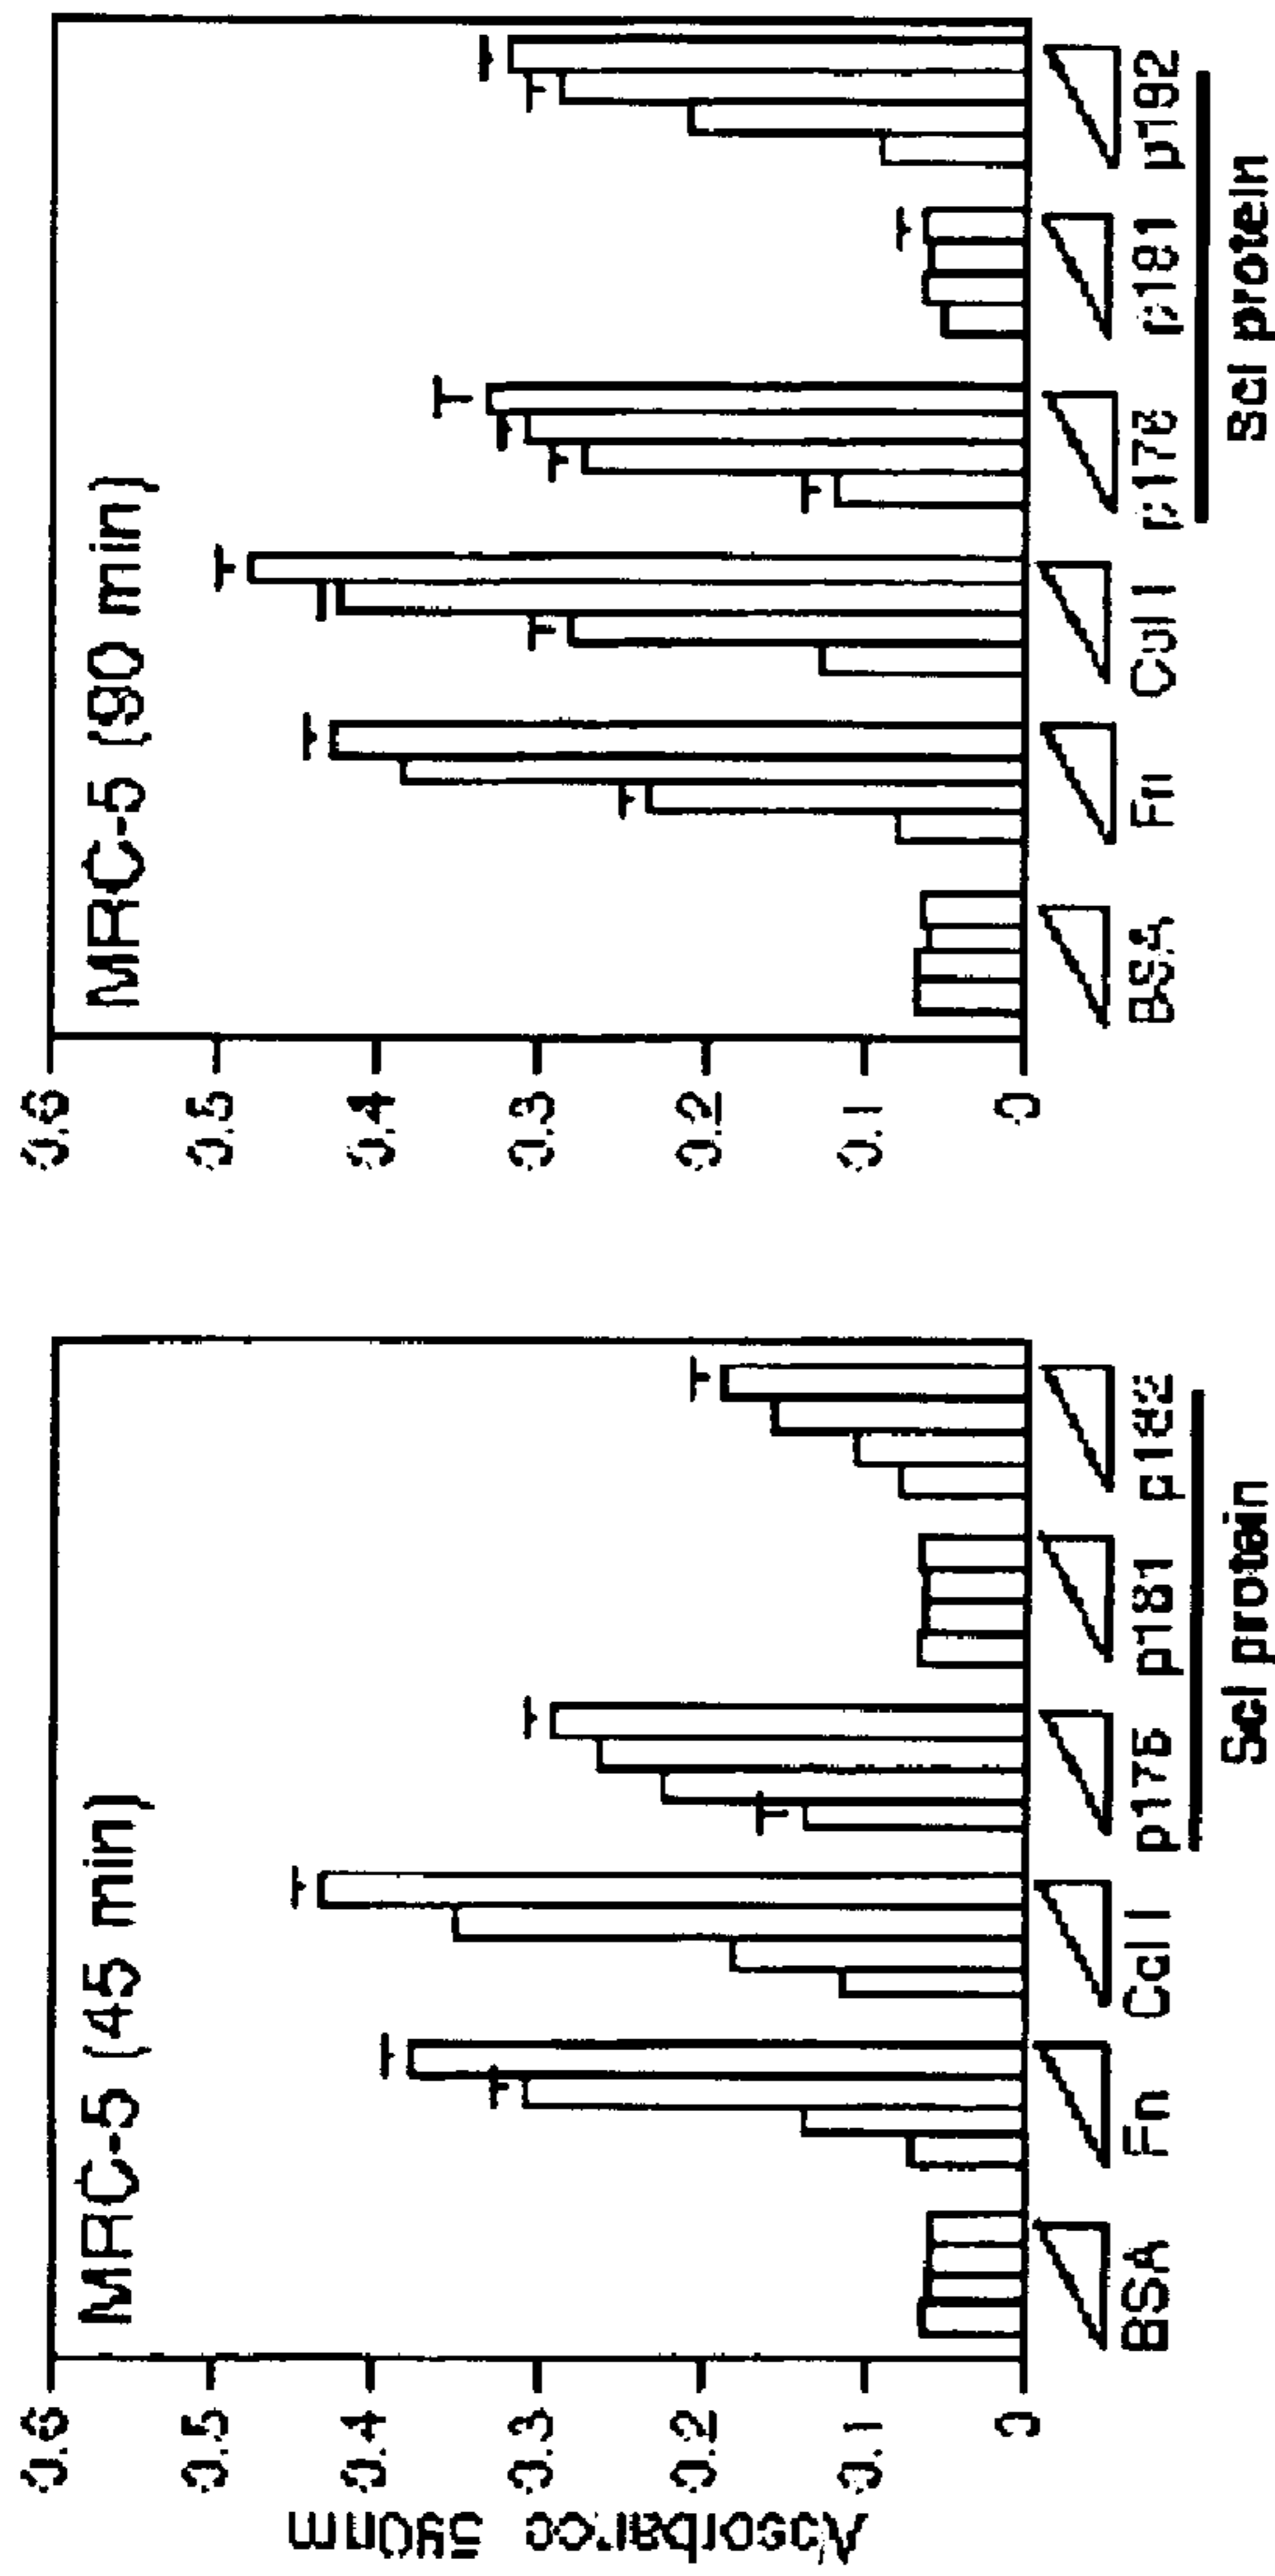 Absorbance 590nm
MRC-5 (45 min)
0.6
0.5
0.4
0.3
0.2
0.1
0
BSA
Fn
Col I
p176
p181
p182
Scl protein
MRC-5 (90 min)
0.6
0.5
0.4
0.3
0.2
0.1
0
BSA
Fn
Col I
p176
p181
p192
Scl protein